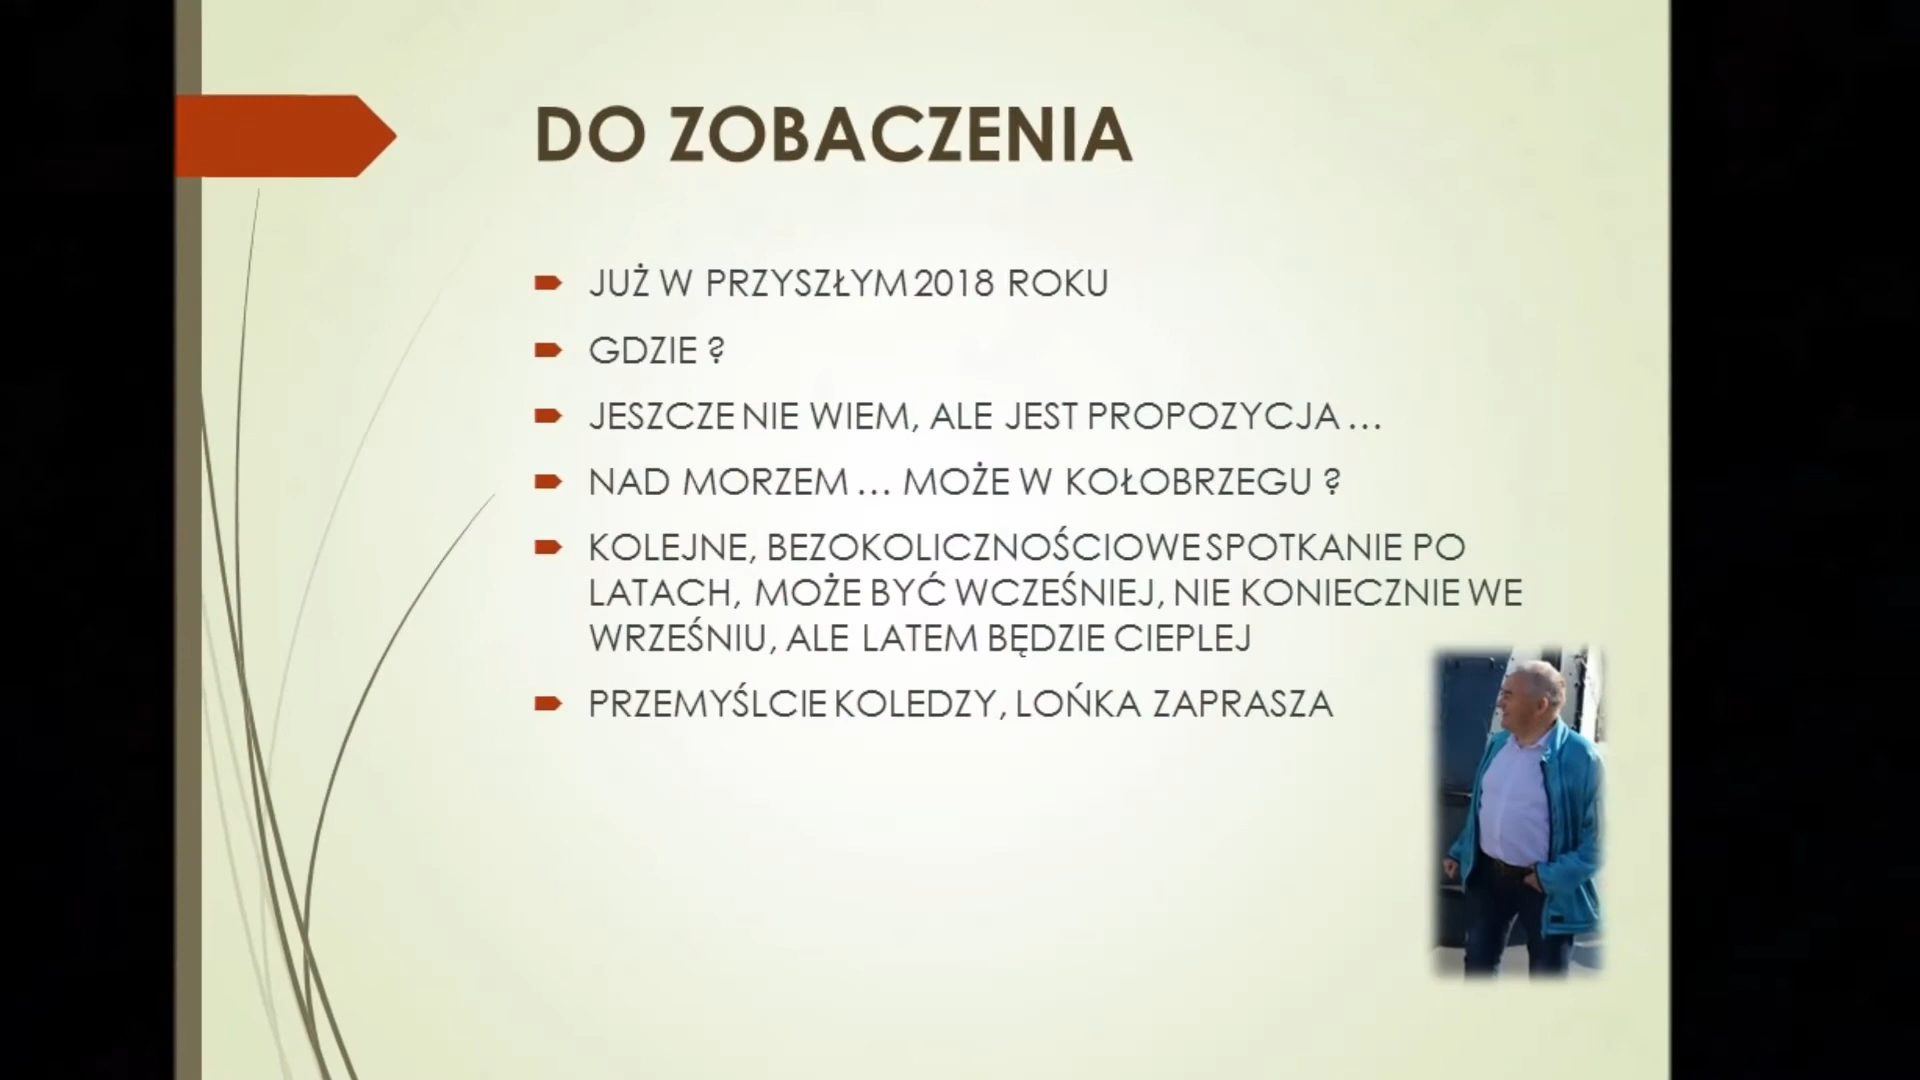 DO ZOBACZENIA
JUŻ W PRZYSZŁYM 2018 ROKU
GDZIE ?
JESZCZE NIE WIEM, ALE JEST PROPOZYCJA …
NAD MORZEM … MOŻE W KOŁOBRZEGU ?
KOLEJNE, BEZOKOLICZNOŚCIOWE SPOTKANIE PO
LATACH, MOŻE BYĆ WCZEŚNIEJ, NIE KONIECZNIE WE
WRZEŚNIU, ALE LATEM BĘDZIE CIEPLEJ
PRZEMYŚLCIE KOLEDZY, LOŃKA ZAPRASZA